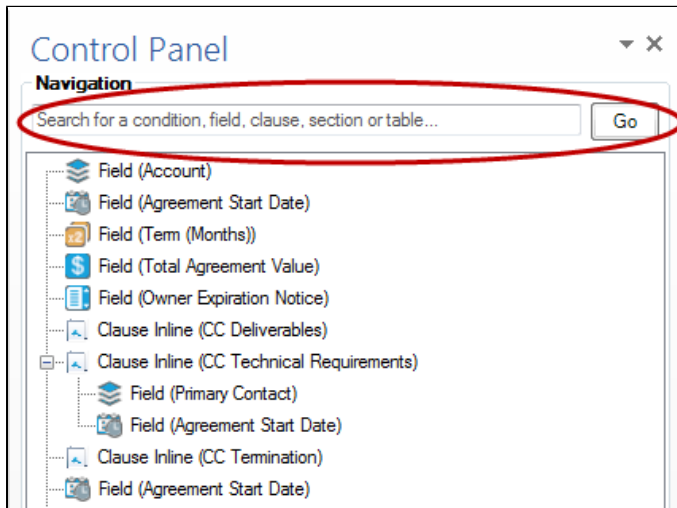 Control Panel
Navigation
Search for a condition, field, clause, section or table...
Go
Field (Account)
Field (Agreement Start Date)
x2
Field (Term (Months))
$
Field (Total Agreement Value)
Field (Owner Expiration Notice)
Clause Inline (CC Deliverables)
Clause Inline (CC Technical Requirements)
Field (Primary Contact)
Field (Agreement Start Date)
Clause Inline (CC Termination)
Field (Agreement Start Date)